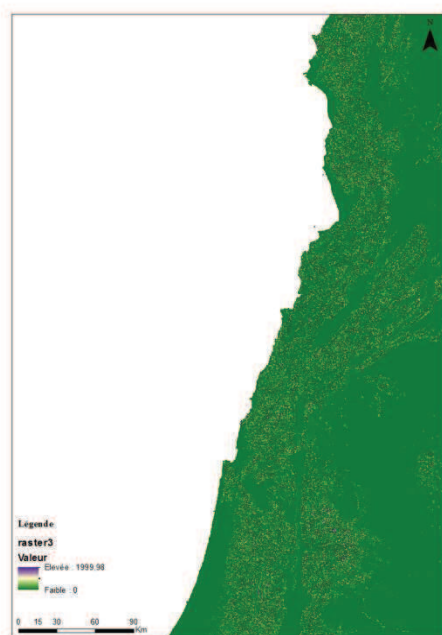 N
Légende
raster3
Valeur
Elevée : 1999.98
Faible : 0
0 15 30 60 90
Km